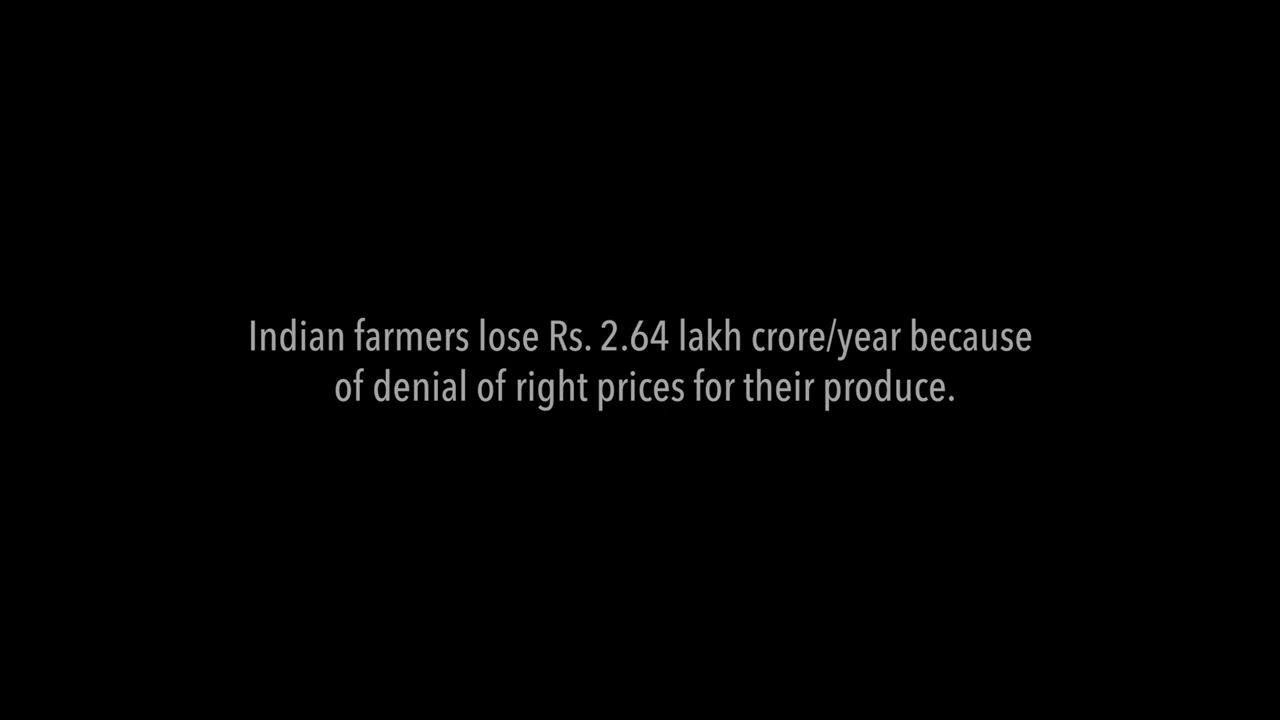 Indian farmers lose Rs. 2.64 lakh crore/year because
of denial of right prices for their produce.